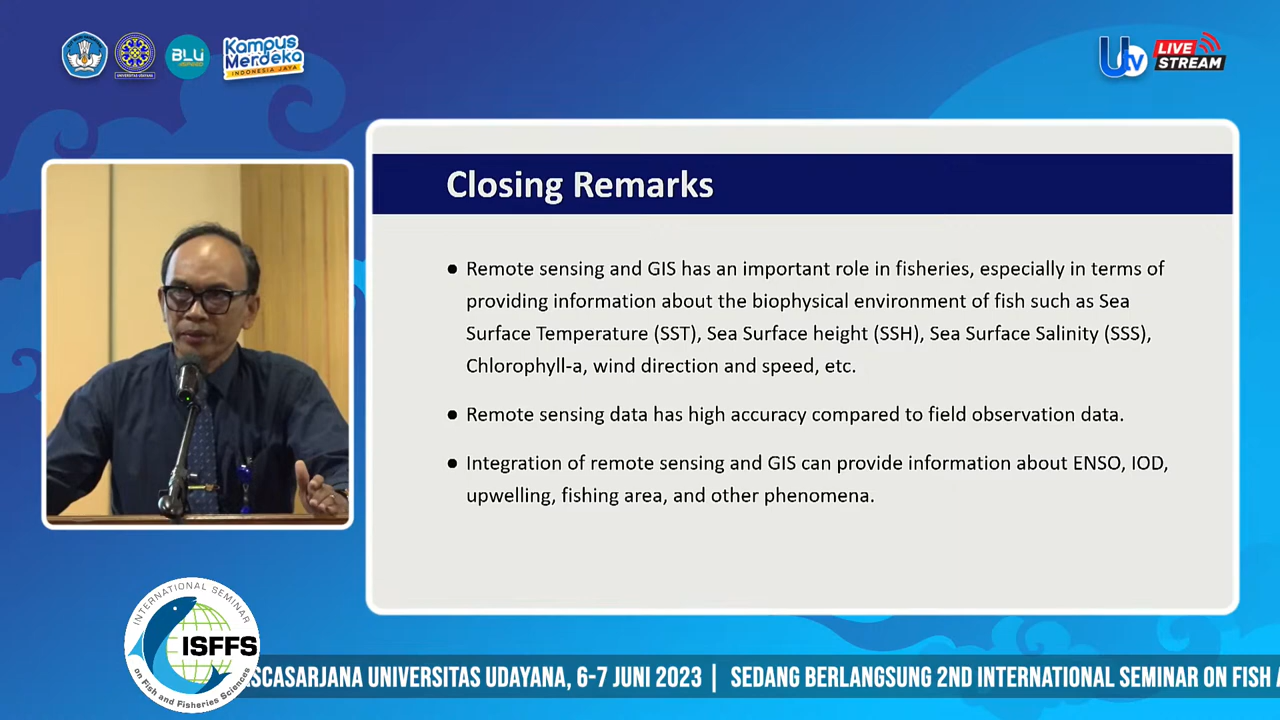 UNIVERSITAS UDAYANA
BLU
Kampus
Merdeka
INDONESIA JAYA
U tv
LIVE
STREAM
Closing Remarks
● Remote sensing and GIS has an important role in fisheries, especially in terms of
providing information about the biophysical environment of fish such as Sea
Surface Temperature (SST), Sea Surface height (SSH), Sea Surface Salinity (SSS),
Chlorophyll-a, wind direction and speed, etc.
● Remote sensing data has high accuracy compared to field observation data.
● Integration of remote sensing and GIS can provide information about ENSO, IOD,
upwelling, fishing area, and other phenomena.
INTERNATIONAL SEMINAR
ISFFS
on Fish and Fisheries Sciences
SCASARJANA UNIVERSITAS UDAYANA, 6-7 JUNI 2023 | SEDANG BERLANGSUNG 2ND INTERNATIONAL SEMINAR ON FISH A